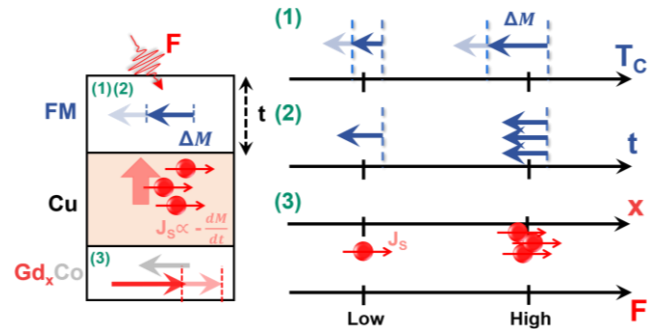 F
(1)(2)
FM
ΔM
t
Cu
J_S ∝ - dM/dt
(3)
Gd_xCo
(1)
ΔM
T_C
(2)
t
(3)
x
J_S
Low
High
F